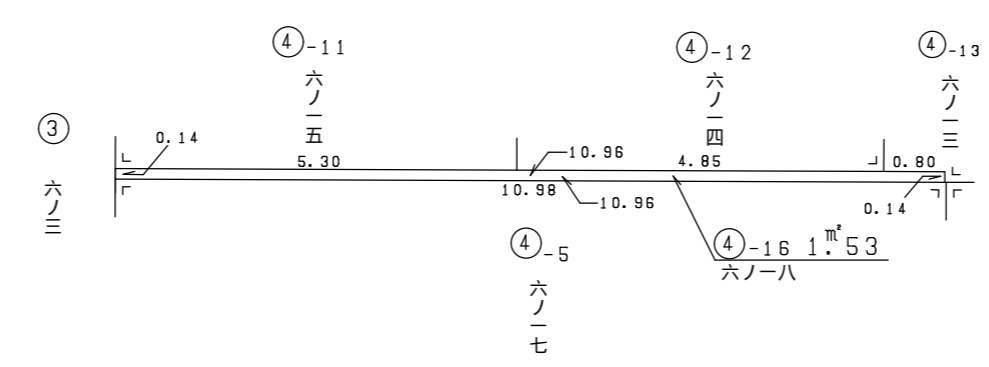 ④-11
六ノ一五
④-12
六ノ一四
④-13
六ノ一三
③
六ノ三
0.14
5.30
10.96
4.85
0.80
10.98
10.96
0.14
④-5
六ノ一七
④-16 1.53㎡
六ノ一八